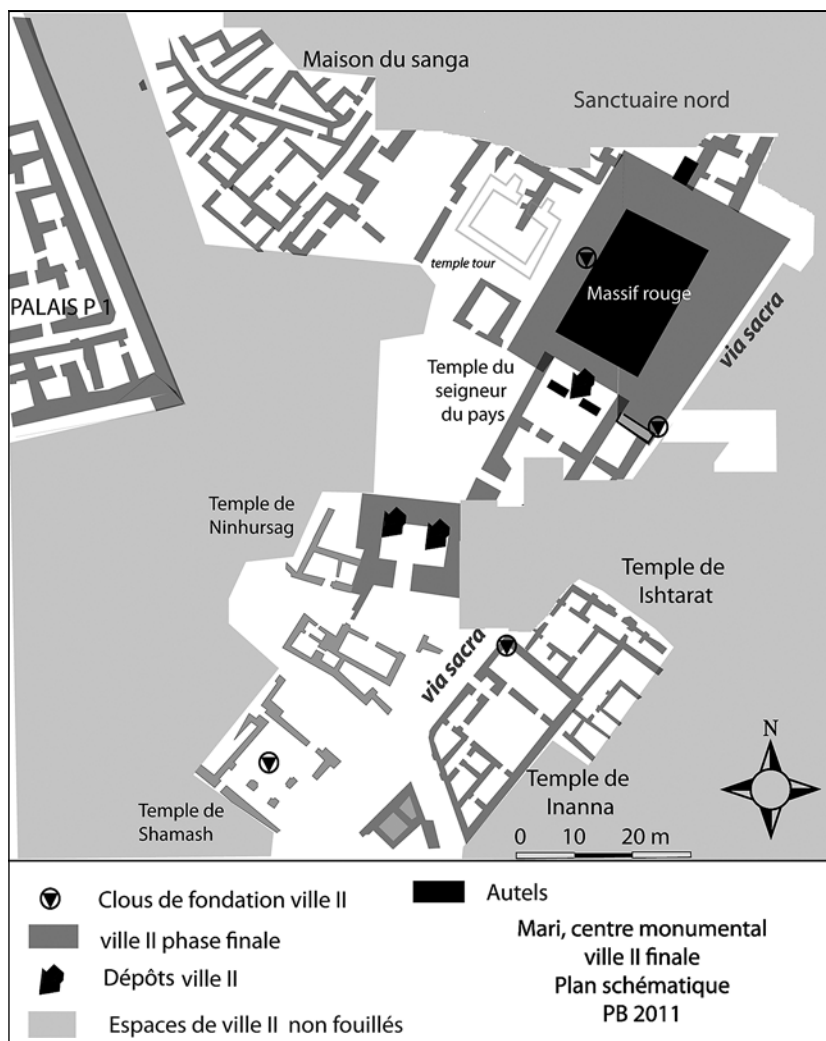 Maison du sanga
Sanctuaire nord
temple tour
Massif rouge
PALAIS P 1
via sacra
Temple du
seigneur
du pays
Temple de
Ninhursag
Temple de
Ishtarat
via sacra
N
Temple de
Shamash
Temple de
Inanna
0 10 20 m
Clous de fondation ville II
Autels
ville II phase finale
Dépôts ville II
Espaces de ville II non fouillés
Mari, centre monumental
ville II finale
Plan schématique
PB 2011